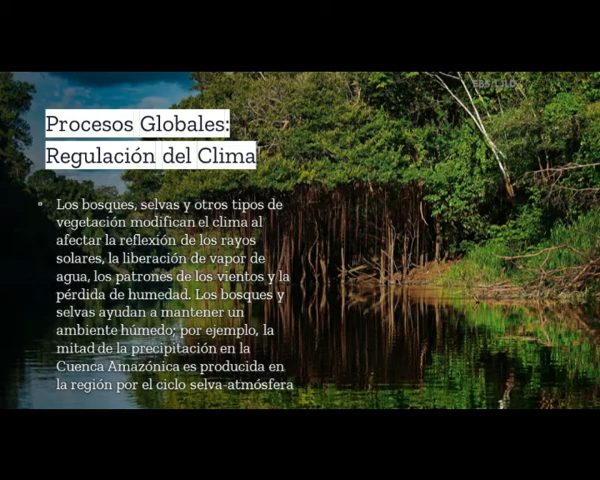 Procesos Globales:
Regulación del Clima
Los bosques, selvas y otros tipos de
vegetación modifican el clima al
afectar la reflexión de los rayos
solares, la liberación de vapor de
agua, los patrones de los vientos y la
pérdida de humedad. Los bosques y
selvas ayudan a mantener un
ambiente húmedo; por ejemplo, la
mitad de la precipitación en la
Cuenca Amazónica es producida en
la región por el ciclo selva-atmósfera